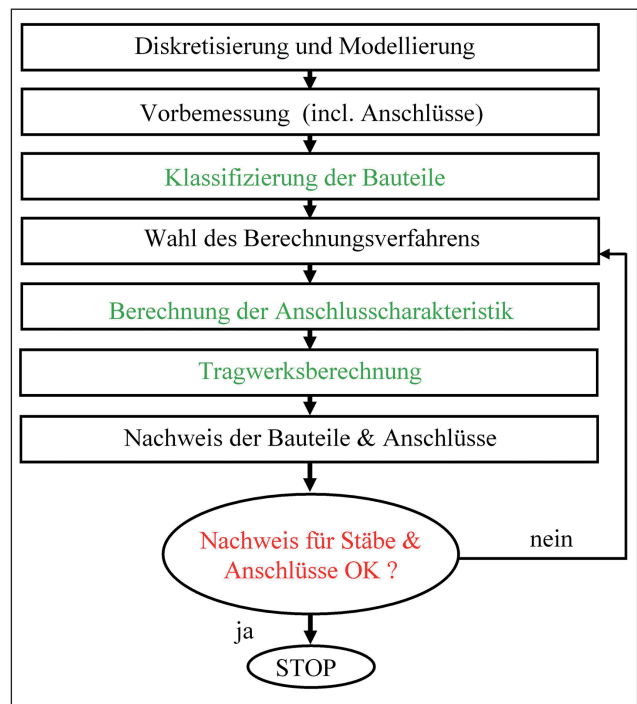 Diskretisierung und Modellierung
Vorbemessung (incl. Anschlüsse)
Klassifizierung der Bauteile
Wahl des Berechnungsverfahrens
Berechnung der Anschlusscharakteristik
Tragwerksberechnung
Nachweis der Bauteile & Anschlüsse
Nachweis für Stäbe &
Anschlüsse OK ?
nein
ja
STOP